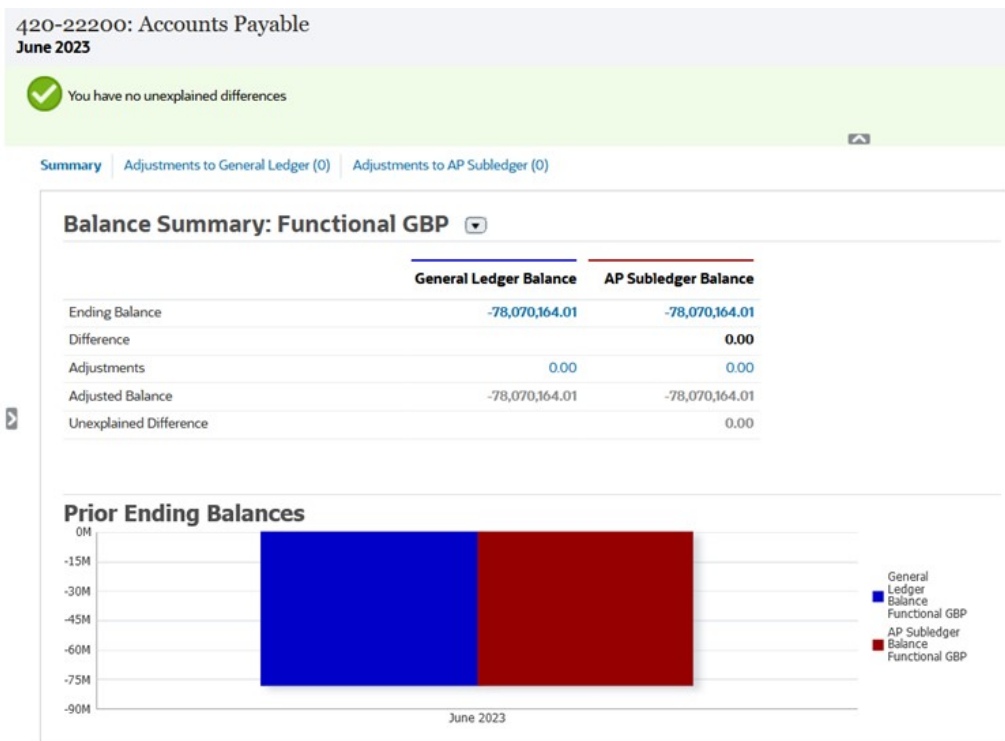 420-22200: Accounts Payable
June 2023
You have no unexplained differences
Summary Adjustments to General Ledger (0) Adjustments to AP Subledger (0)
Balance Summary: Functional GBP
General Ledger Balance AP Subledger Balance
Ending Balance -78,070,164.01 -78,070,164.01
Difference 0.00
Adjustments 0.00 0.00
Adjusted Balance -78,070,164.01 -78,070,164.01
Unexplained Difference 0.00
Prior Ending Balances
0M
-15M
-30M
-45M
-60M
-75M
-90M
June 2023
General
Ledger
Balance
Functional GBP
AP Subledger
Balance
Functional GBP